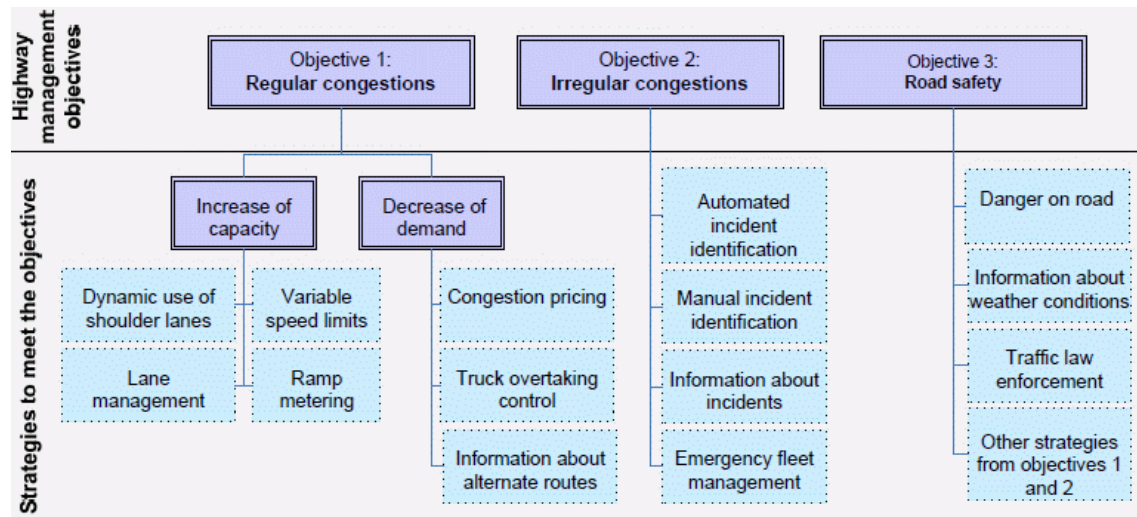 Highway
management
objectives
Objective 1:
Regular congestions
Objective 2:
Irregular congestions
Objective 3:
Road safety
Strategies to meet the objectives
Increase of
capacity
Decrease of
demand
Dynamic use of
shoulder lanes
Variable
speed limits
Lane
management
Ramp
metering
Congestion pricing
Truck overtaking
control
Information about
alternate routes
Automated
incident
identification
Manual incident
identification
Information about
incidents
Emergency fleet
management
Danger on road
Information about
weather conditions
Traffic law
enforcement
Other strategies
from objectives 1
and 2